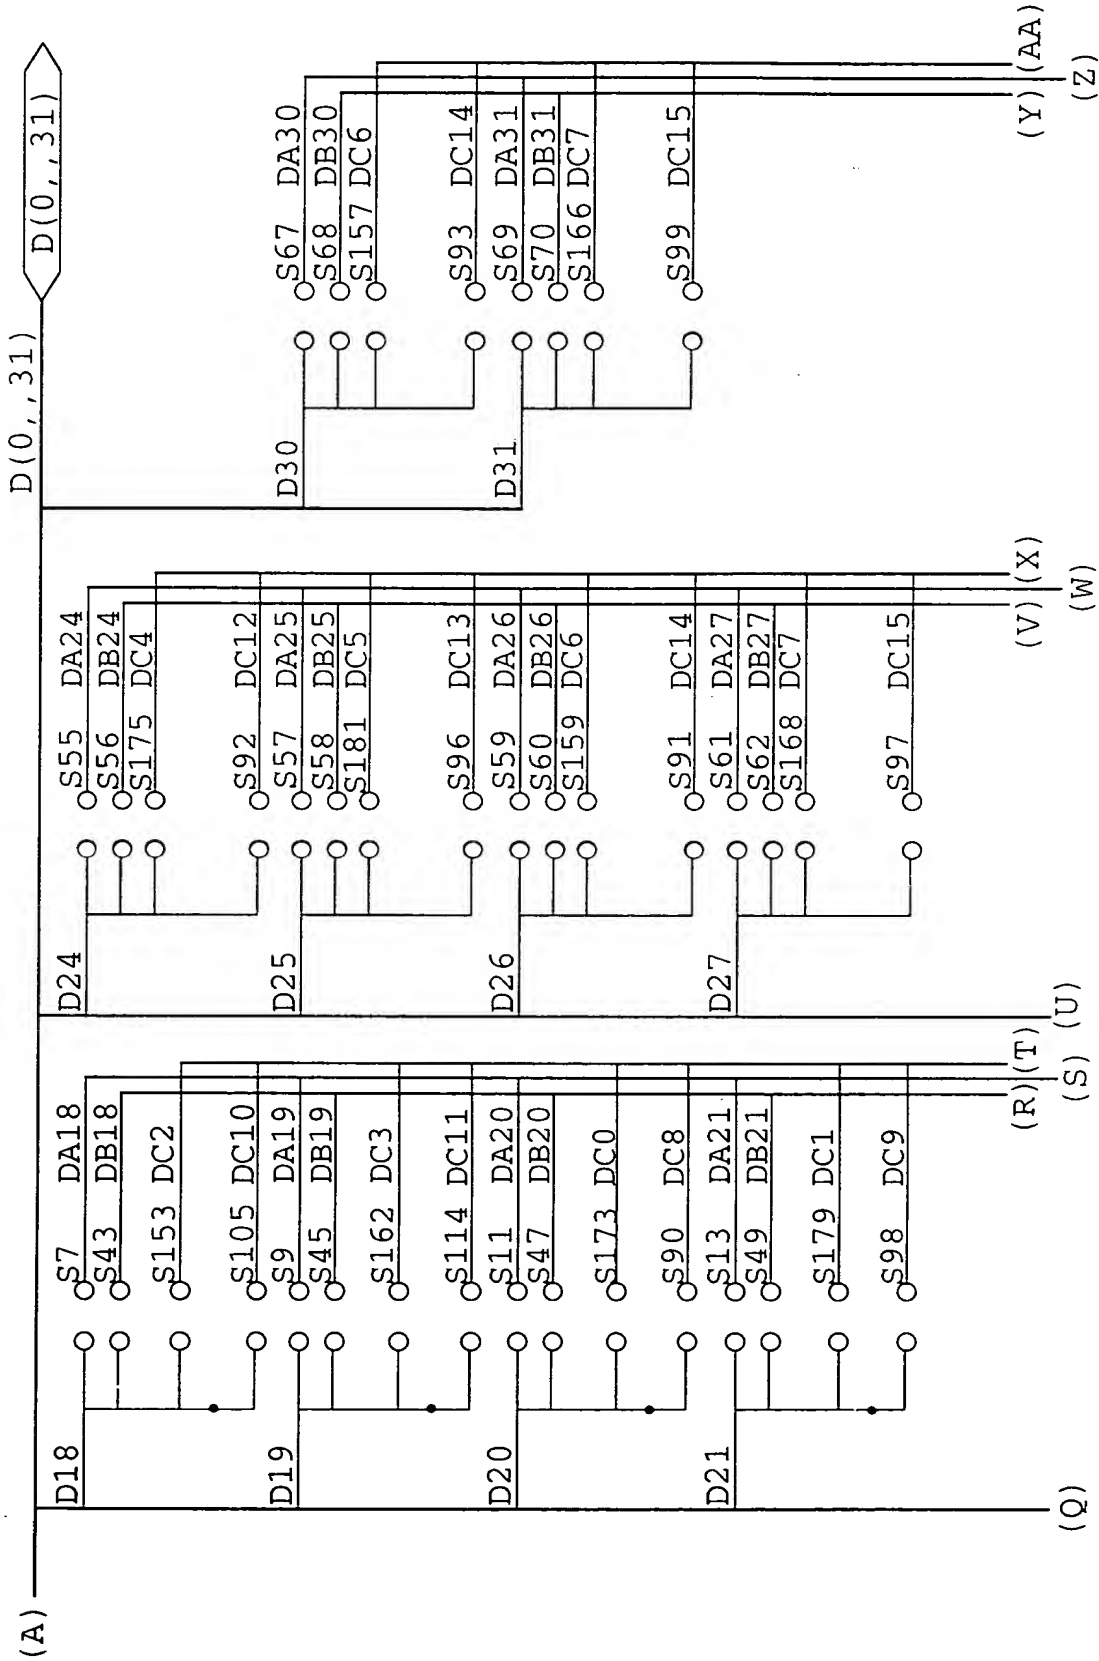 (A)
D(0,,31)
D(0,,31)
D18
S7 DA18
S43 DB18
S153 DC2
S105 DC10
D19
S9 DA19
S45 DB19
S162 DC3
S114 DC11
D20
S11 DA20
S47 DB20
S173 DC0
S90 DC8
D21
S13 DA21
S49 DB21
S179 DC1
S98 DC9
(Q)
(R)
(T)
(S)
D24
S55 DA24
S56 DB24
S175 DC4
S92 DC12
D25
S57 DA25
S58 DB25
S181 DC5
S96 DC13
D26
S59 DA26
S60 DB26
S159 DC6
S91 DC14
D27
S61 DA27
S62 DB27
S168 DC7
S97 DC15
(U)
(V)
(X)
(W)
D30
S67 DA30
S68 DB30
S157 DC6
S93 DC14
D31
S69 DA31
S70 DB31
S166 DC7
S99 DC15
(Y)
(AA)
(Z)